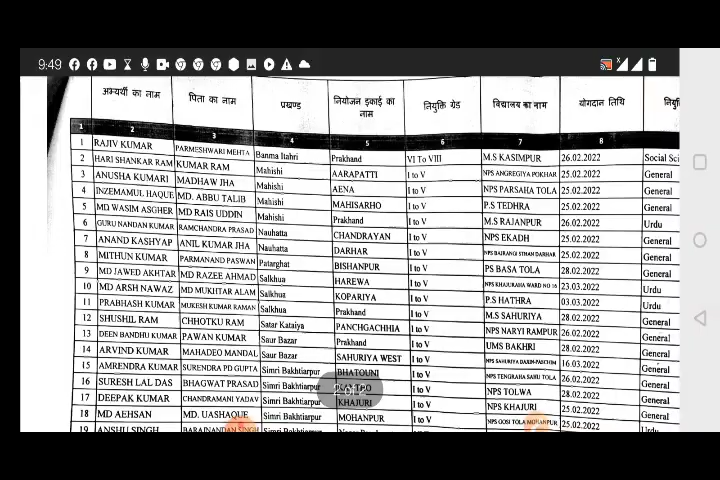 9:49
अभ्यर्थी का नाम पिता का नाम प्रखण्ड नियोजन इकाई का नाम नियुक्ति ग्रेड विद्यालय का नाम योगदान तिथि
1 2 3 4 5 6 7 8
1 RAJIV KUMAR PARMESHWARI MEHTA Banma Itahri Prakhand VI To VIII M.S KASIMPUR 26.02.2022 Social Sci
2 HARI SHANKAR RAM KUMAR RAM Mahishi AARAPATTI I to V NPS ANGREGIYA POKHAR 25.02.2022 General
3 ANUSHA KUMARI MADHAW JHA Mahishi AENA I to V NPS PARSAHA TOLA 25.02.2022 General
4 INZEMAMUL HAQUE MD. ABBU TALIB Mahishi MAHISARHO I to V P.S TEDHRA 25.02.2022 General
5 MD WASIM ASGHER MD RAIS UDDIN Mahishi Prakhand I to V M.S RAJANPUR 26.02.2022 Urdu
6 GURU NANDAN KUMAR RAMCHANDRA PRASAD Nauhatta CHANDRAYAN I to V NPS EKADH 25.02.2022 General
7 ANAND KASHYAP ANIL KUMAR JHA Nauhatta DARHAR I to V NPS BAJRANGI STHAN DARHAR 25.02.2022 General
8 MITHUN KUMAR PARMANAND PASWAN Patarghat BISHANPUR I to V PS BASA TOLA 28.02.2022 General
9 MD JAWED AKHTAR MD RAZEE AHMAD Salkhua HAREWA I to V NPS KHAJURAHA WARD NO 16 23.03.2022 Urdu
10 MD ARSH NAWAZ MD MUKHTAR ALAM Salkhua KOPARIYA I to V P.S HATHRA 03.03.2022 Urdu
11 PRABHASH KUMAR MUKESH KUMAR RAMAN Salkhua Prakhand I to V M.S SAHURIYA 28.02.2022 General
12 SHUSHIL RAM CHHOTKU RAM Satar Kataiya PANCHGACHHIA I to V NPS NARYI RAMPUR 26.02.2022 General
13 DEEN BANDHU KUMAR PAWAN KUMAR Saur Bazar Prakhand I to V UMS BAKHRI 28.02.2022 General
14 ARVIND KUMAR MAHADEO MANDAL Saur Bazar SAHURIYA WEST I to V 16.03.2022 General
15 AMRENDRA KUMAR SURENDRA PD GUPTA Simri Bakhtiarpur BHATOUNI I to V NPS TENGRAHA SAHU TOLA 26.02.2022 General
16 SURESH LAL DAS BHAGWAT PRASAD Simri Bakhtiarpur I to V NPS TOLWA 28.02.2022 General
17 DEEPAK KUMAR CHANDRAMANI YADAV Simri Bakhtiarpur KHAJURI I to V NPS KHAJURI 25.02.2022 General
18 MD AEHSAN MD. UASHAQUE Simri Bakhtiarpur MOHANPUR I to V NPS GOSI TOLA MOHANPUR 25.02.2022 General
19 ANSHU SINGH BARAJNANDAN SINGH Simri Bakhtiarpur Urdu
2 of 2